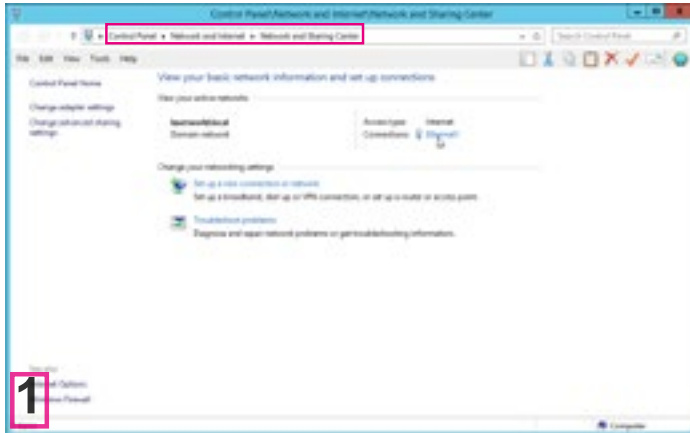 Control Panel\Network and Internet\Network and Sharing Center
Control Panel ▸ Network and Internet ▸ Network and Sharing Center
Search Control Panel
File Edit View Tools Help
Control Panel Home
View your basic network information and set up connections
Change adapter settings
View your active networks
Change advanced sharing
settings
Access type: Internet
Domain network
Connections: Ethernet
Change your networking settings
Set up a new connection or network
Set up a broadband, dial-up or VPN connection, or set up a router or access point.
Troubleshoot problems
Diagnose and repair network problems or get troubleshooting information.
See also
Internet Options
Windows Firewall
1
Computer